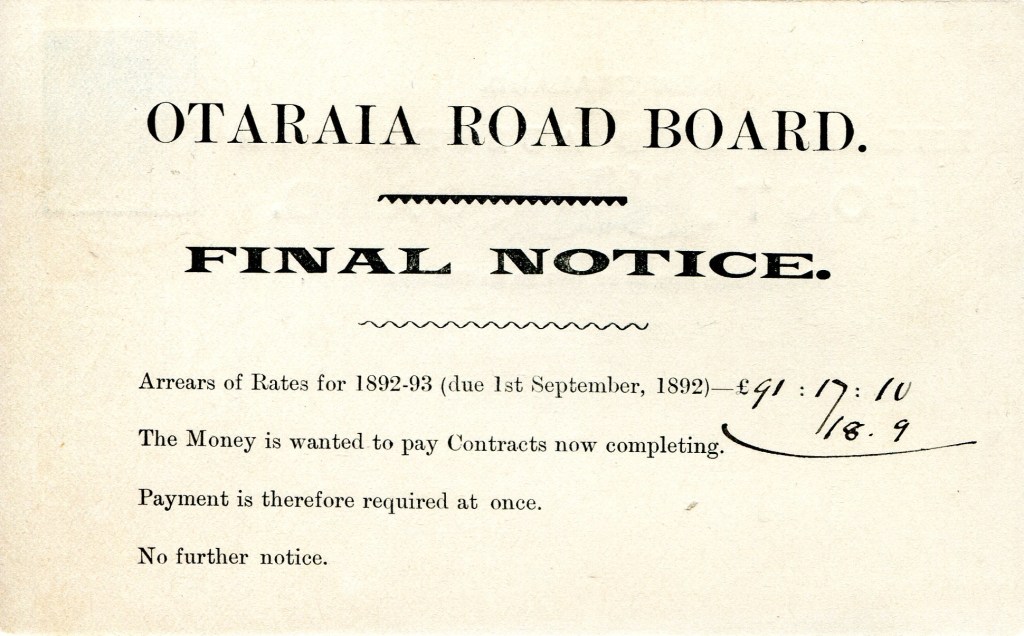 OTARAIA ROAD BOARD.
FINAL NOTICE.
Arrears of Rates for 1892-93 (due 1st September, 1892)—£91 : 17 : 10
18. 9
The Money is wanted to pay Contracts now completing.
Payment is therefore required at once.
No further notice.